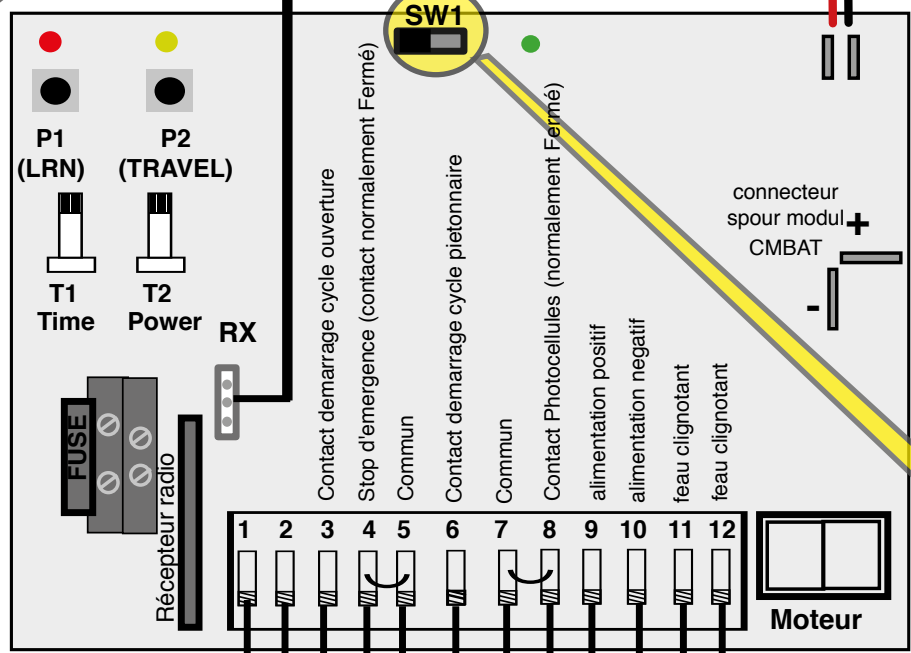 SW1
P1
(LRN)
P2
(TRAVEL)
T1
Time
T2
Power
RX
FUSE
Récepteur radio
Contact demarrage cycle ouverture
Stop d'emergence (contact normalement Fermé)
Commun
Contact demarrage cycle pietonnaire
Commun
Contact Photocellules (normalement Fermé)
alimentation positif
alimentation negatif
feau clignotant
feau clignotant
connecteur
spour modul
CMBAT
+
-
1 2 3 4 5 6 7 8 9 10 11 12
Moteur